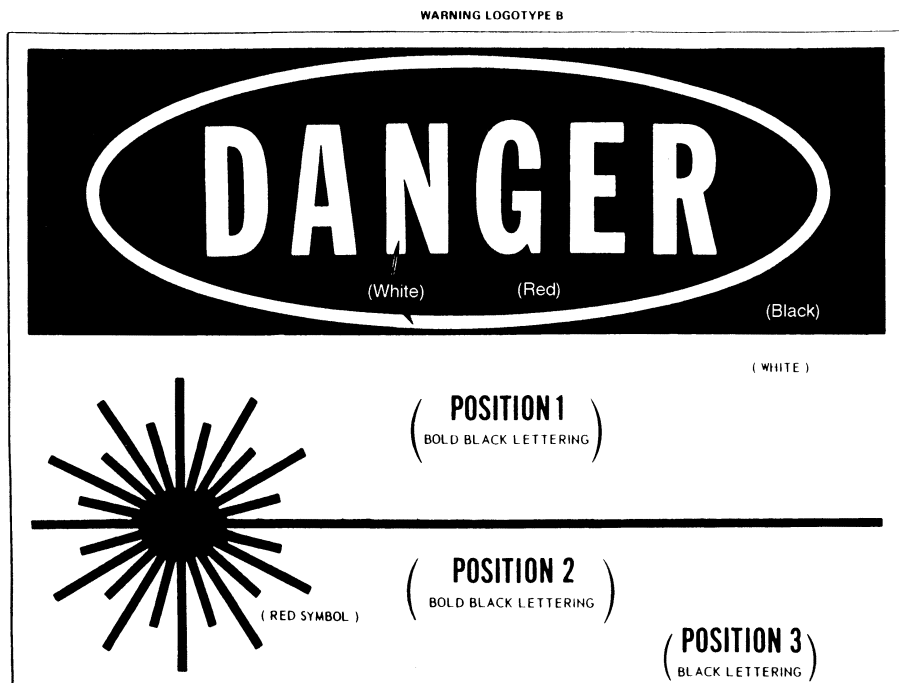 WARNING LOGOTYPE B
DANGER
(White)
(Red)
(Black)
( WHITE )
POSITION 1
BOLD BLACK LETTERING
POSITION 2
BOLD BLACK LETTERING
( RED SYMBOL )
POSITION 3
BLACK LETTERING